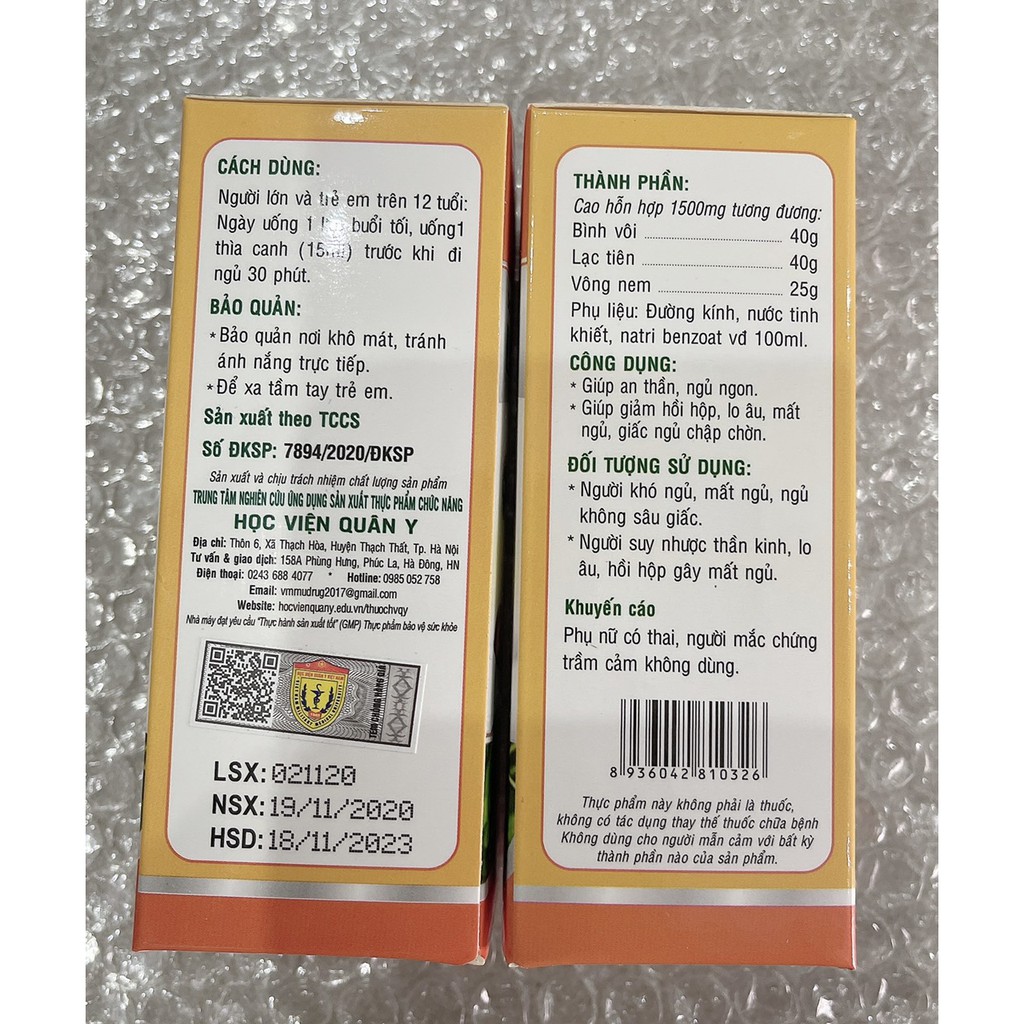 CÁCH DÙNG:
Người lớn và trẻ em trên 12 tuổi:
Ngày uống 1 lần buổi tối, uống1
thìa canh (15ml) trước khi đi
ngủ 30 phút.
BẢO QUẢN:
* Bảo quản nơi khô mát, tránh
ánh nắng trực tiếp.
* Để xa tầm tay trẻ em.
Sản xuất theo TCCS
Số ĐKSP: 7894/2020/ĐKSP
Sản xuất và chịu trách nhiệm chất lượng sản phẩm
TRUNG TÂM NGHIÊN CỨU ỨNG DỤNG SẢN XUẤT THỰC PHẨM CHỨC NĂNG
HỌC VIỆN QUÂN Y
Địa chỉ: Thôn 6, Xã Thạch Hòa, Huyện Thạch Thất, Tp. Hà Nội
Tư vấn & giao dịch: 158A Phùng Hưng, Phúc La, Hà Đông, HN
Điện thoại: 0243 688 4077 * Hotline: 0985 052 758
Email: vmmudrug2017@gmail.com
Website: hocvienquany.edu.vn/thuochvqy
Nhà máy đạt yêu cầu "Thực hành sản xuất tốt" (GMP) Thực phẩm bảo vệ sức khỏe
HỌC VIỆN QUÂN Y VIỆT NAM
VIETNAM MILITARY MEDICAL UNIVERSITY
TEM CHỐNG HÀNG GIẢ
LSX: 021120
NSX: 19/11/2020
HSD: 18/11/2023
THÀNH PHẦN:
Cao hỗn hợp 1500mg tương đương:
Bình vôi 40g
Lạc tiên 40g
Vông nem 25g
Phụ liệu: Đường kính, nước tinh
khiết, natri benzoat vđ 100ml.
CÔNG DỤNG:
* Giúp an thần, ngủ ngon.
* Giúp giảm hồi hộp, lo âu, mất
ngủ, giấc ngủ chập chờn.
ĐỐI TƯỢNG SỬ DỤNG:
* Người khó ngủ, mất ngủ, ngủ
không sâu giấc.
* Người suy nhược thần kinh, lo
âu, hồi hộp gây mất ngủ.
Khuyến cáo
Phụ nữ có thai, người mắc chứng
trầm cảm không dùng.
8 936042 810326
Thực phẩm này không phải là thuốc,
không có tác dụng thay thế thuốc chữa bệnh
Không dùng cho người mẫn cảm với bất kỳ
thành phần nào của sản phẩm.